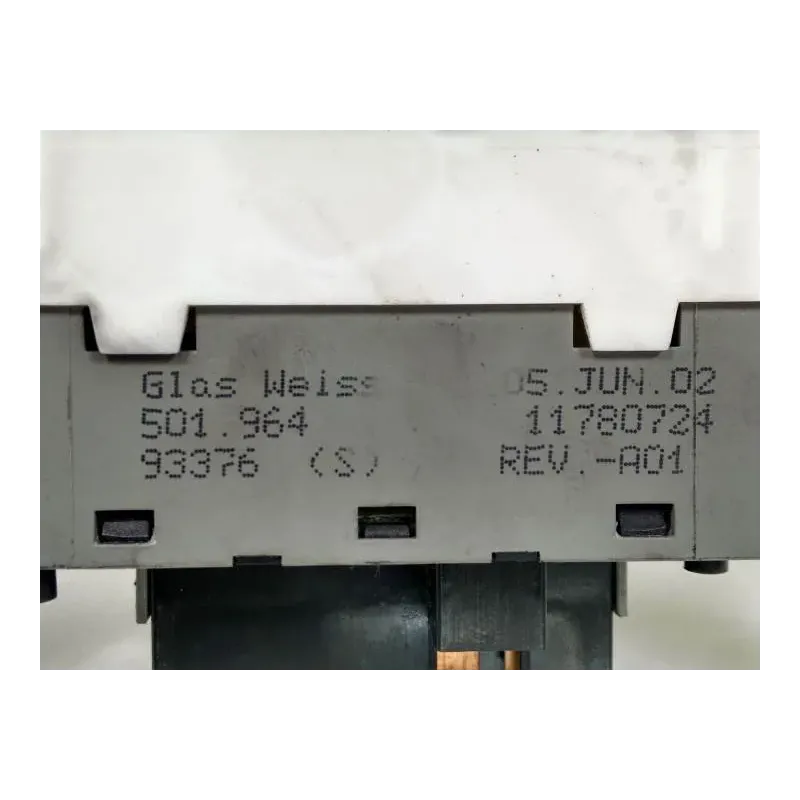 Glas Weiss 05.JUN.02
501.964 11780724
93376 (S) REV.-A01